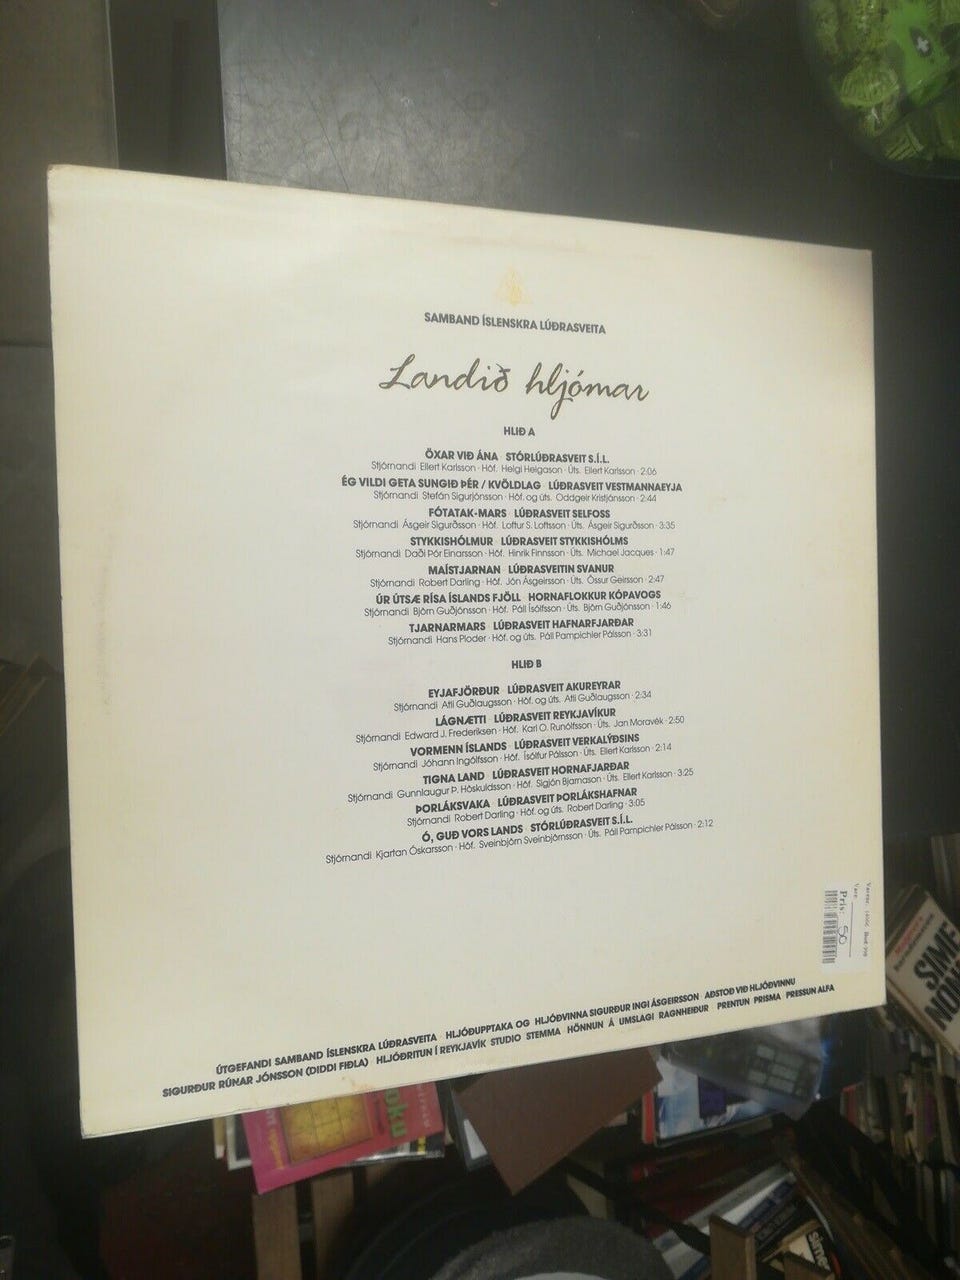 SAMBAND ÍSLENSKRA LÚÐRASVEITA
Landið hljómar
HLIÐ A
ÖXAR VIÐ ÁNA · STÓRLÚÐRASVEIT S.Í.L.
Stjórnandi Ellert Karlsson · Höf. Helgi Helgason · Úts. Ellert Karlsson · 2:06
ÉG VILDI GETA SUNGIÐ ÞÉR / KVÖLDLAG · LÚÐRASVEIT VESTMANNAEYJA
Stjórnandi Stefán Sigurjónsson · Höf. og úts. Oddgeir Kristjánsson · 2:44
FÓTATAK-MARS · LÚÐRASVEIT SELFOSS
Stjórnandi Ásgeir Sigurðsson · Höf. Loftur S. Loftsson · Úts. Ásgeir Sigurðsson · 3:35
STYKKISHÓLMUR · LÚÐRASVEIT STYKKISHÓLMS
Stjórnandi Daði Þór Einarsson · Höf. Hinrik Finnsson · Úts. Michael Jacques · 1:47
MAÍSTJARNAN · LÚÐRASVEITIN SVANUR
Stjórnandi Robert Darling · Höf. Jón Ásgeirsson · Úts. Össur Geirsson · 2:47
ÚR ÚTSÆ RÍSA ÍSLANDS FJÖLL · HORNAFLOKKUR KÓPAVOGS
Stjórnandi Björn Guðjónsson · Höf. Páll Ísólfsson · Úts. Björn Guðjónsson · 1:46
TJARNARMARS · LÚÐRASVEIT HAFNARFJARÐAR
Stjórnandi Hans Ploder · Höf. og úts. Páll Pampichler Pálsson · 3:31
HLIÐ B
EYJAFJÖRÐUR · LÚÐRASVEIT AKUREYRAR
Stjórnandi Atli Guðlaugsson · Höf. og úts. Atli Guðlaugsson · 2:34
LÁGNÆTTI · LÚÐRASVEIT REYKJAVÍKUR
Stjórnandi Edward J. Frederiksen · Höf. Karl O. Runólfsson · Úts. Jan Moravék · 2:50
VORMENN ÍSLANDS · LÚÐRASVEIT VERKALÝÐSINS
Stjórnandi Jóhann Ingólfsson · Höf. Ísólfur Pálsson · Úts. Ellert Karlsson · 2:14
TIGNA LAND · LÚÐRASVEIT HORNAFJARÐAR
Stjórnandi Gunnlaugur Þ. Höskuldsson · Höf. Sigjón Bjarnason · Úts. Ellert Karlsson · 3:25
ÞORLÁKSVAKA · LÚÐRASVEIT ÞORLÁKSHAFNAR
Stjórnandi Robert Darling · Höf. og úts. Robert Darling · 3:05
Ó, GUÐ VORS LANDS · STÓRLÚÐRASVEIT S.Í.L.
Stjórnandi Kjartan Óskarsson · Höf. Sveinbjörn Sveinbjörnsson · Úts. Páll Pampichler Pálsson · 2:12
Pris: 50
ÚTGEFANDI SAMBAND ÍSLENSKRA LÚÐRASVEITA · HLJÓÐUPPTAKA OG HLJÓÐVINNA SIGURÐUR INGI ÁSGEIRSSON · AÐSTOÐ VIÐ HLJÓÐVINNU
SIGURÐUR RÚNAR JÓNSSON (DIDDI FIÐLA) · HLJÓÐRITUN Í REYKJAVÍK STUDIO STEMMA · HÖNNUN Á UMSLAGI RAGNHEIÐUR · PRENTUN PRISMA · PRESSUN ALFA
SIME